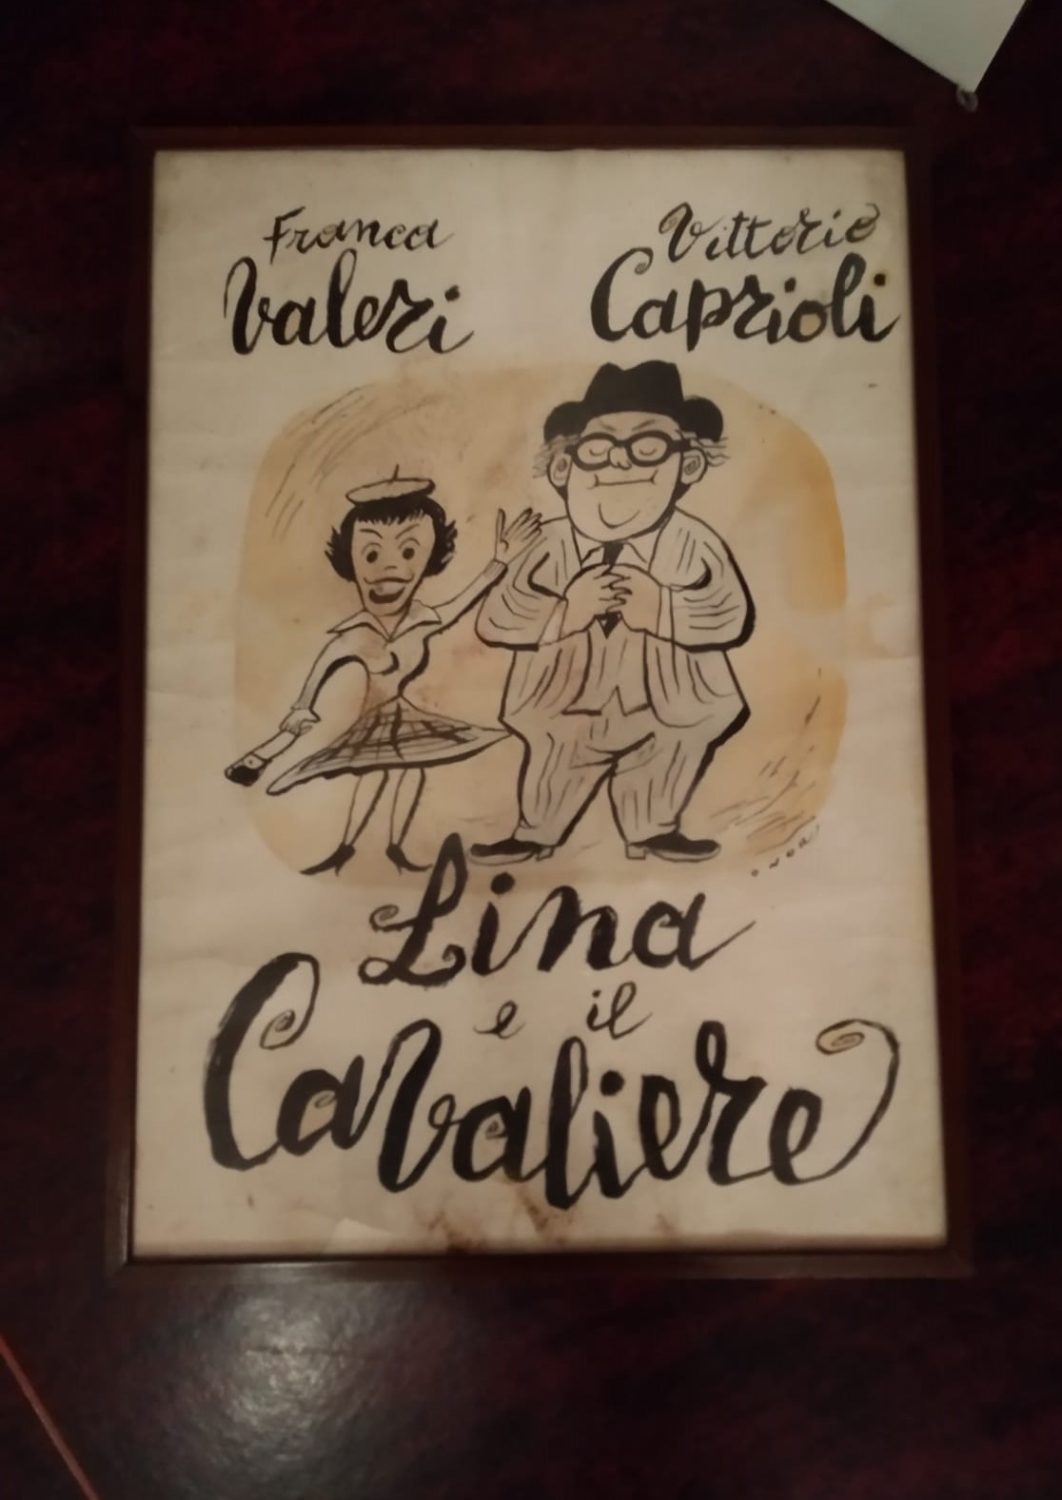 Franca
Valeri
Vittorio
Caprioli
Lina
e il
Cavaliere